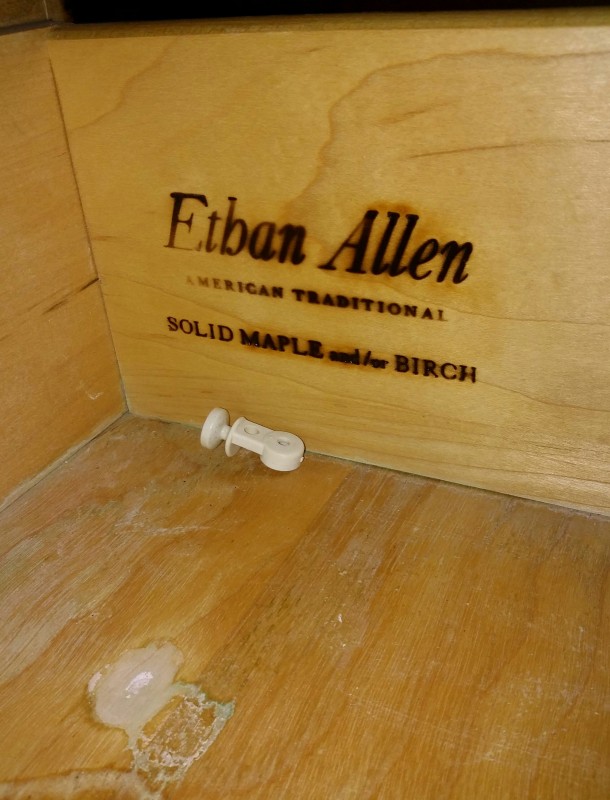 Ethan Allen
AMERICAN TRADITIONAL
SOLID MAPLE and/or BIRCH